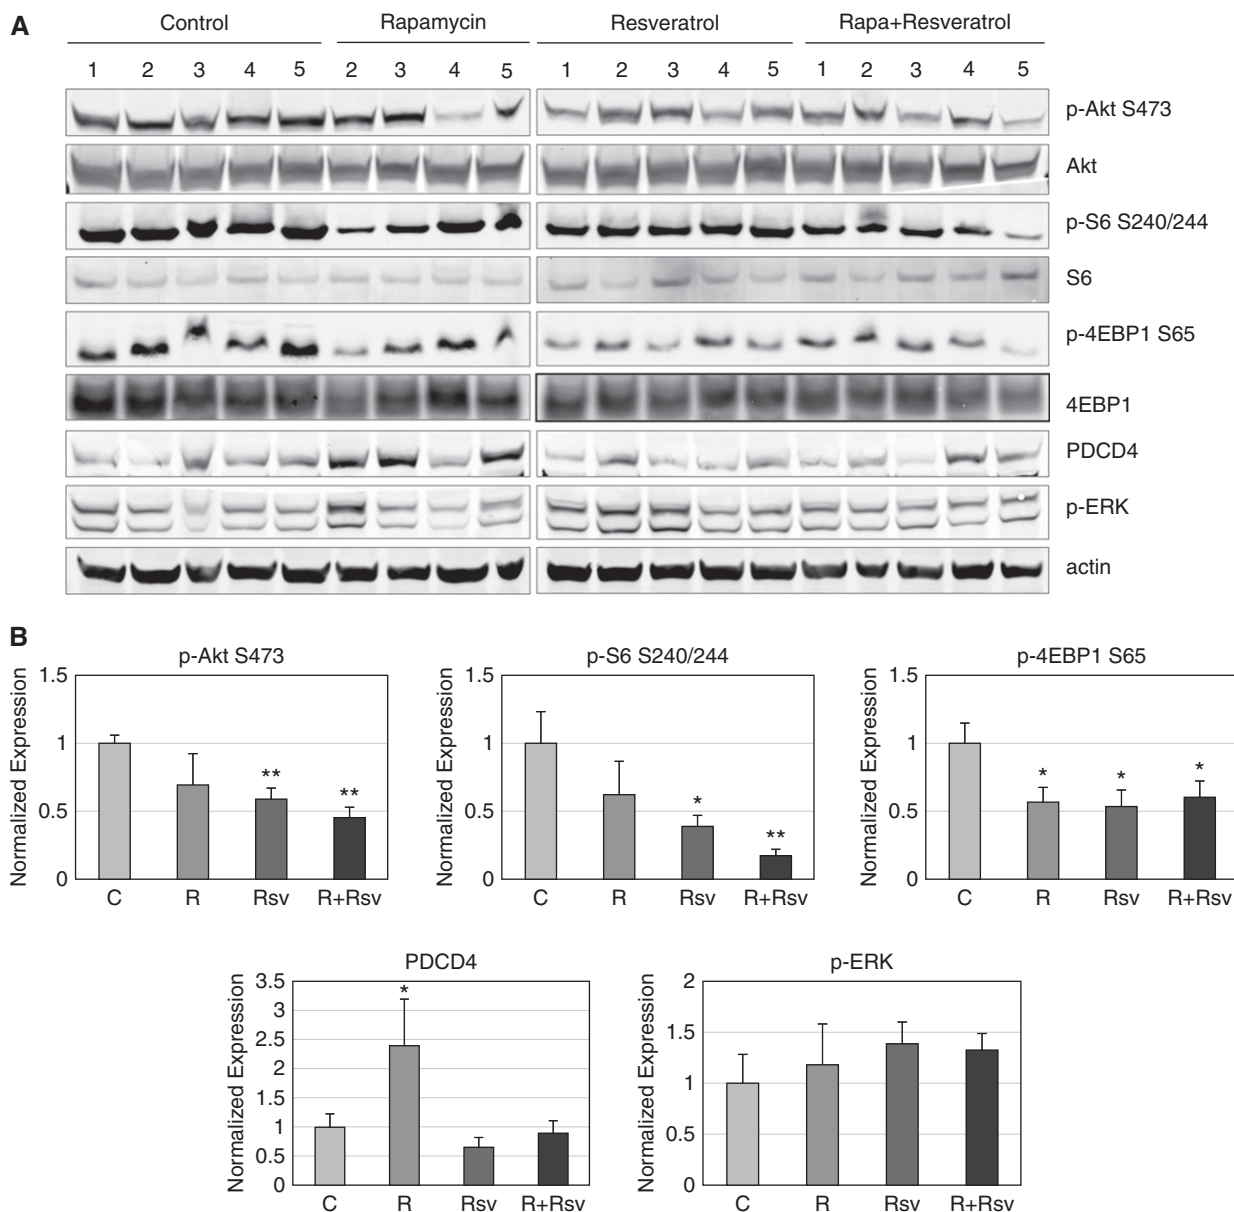 A
Control Rapamycin Resveratrol Rapa+Resveratrol
1 2 3 4 5 2 3 4 5 1 2 3 4 5 1 2 3 4 5
p-Akt S473
Akt
p-S6 S240/244
S6
p-4EBP1 S65
4EBP1
PDCD4
p-ERK
actin
B
p-Akt S473
Normalized Expression
1.5
1
0.5
0
**
**
C R Rsv R+Rsv
p-S6 S240/244
Normalized Expression
1.5
1
0.5
0
*
**
C R Rsv R+Rsv
p-4EBP1 S65
Normalized Expression
1.5
1
0.5
0
* * *
C R Rsv R+Rsv
PDCD4
Normalized Expression
3.5
3
2.5
2
1.5
1
0.5
0
*
C R Rsv R+Rsv
p-ERK
Normalized Expression
2
1.5
1
0.5
0
C R Rsv R+Rsv